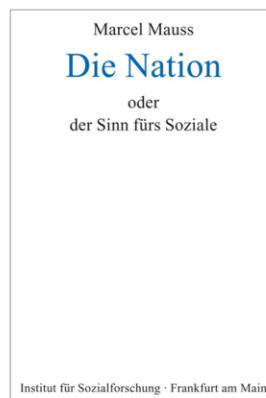 Marcel Mauss
Die Nation
oder
der Sinn fürs Soziale
Institut für Sozialforschung · Frankfurt am Main